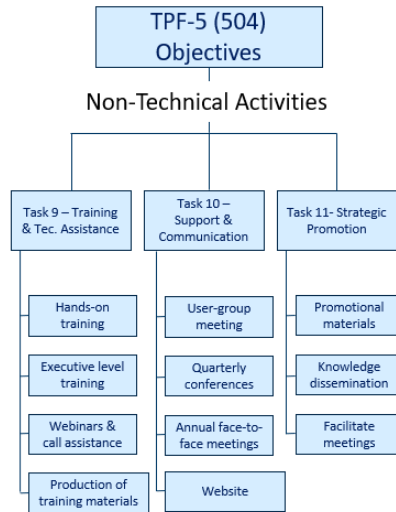 TPF-5 (504)
Objectives
Non-Technical Activities
Task 9 – Training
& Tec. Assistance
Task 10 –
Support &
Communication
Task 11- Strategic
Promotion
Hands-on
training
User-group
meeting
Promotional
materials
Executive level
training
Quarterly
conferences
Knowledge
dissemination
Webinars &
call assistance
Annual face-to-
face meetings
Facilitate
meetings
Production of
training materials
Website